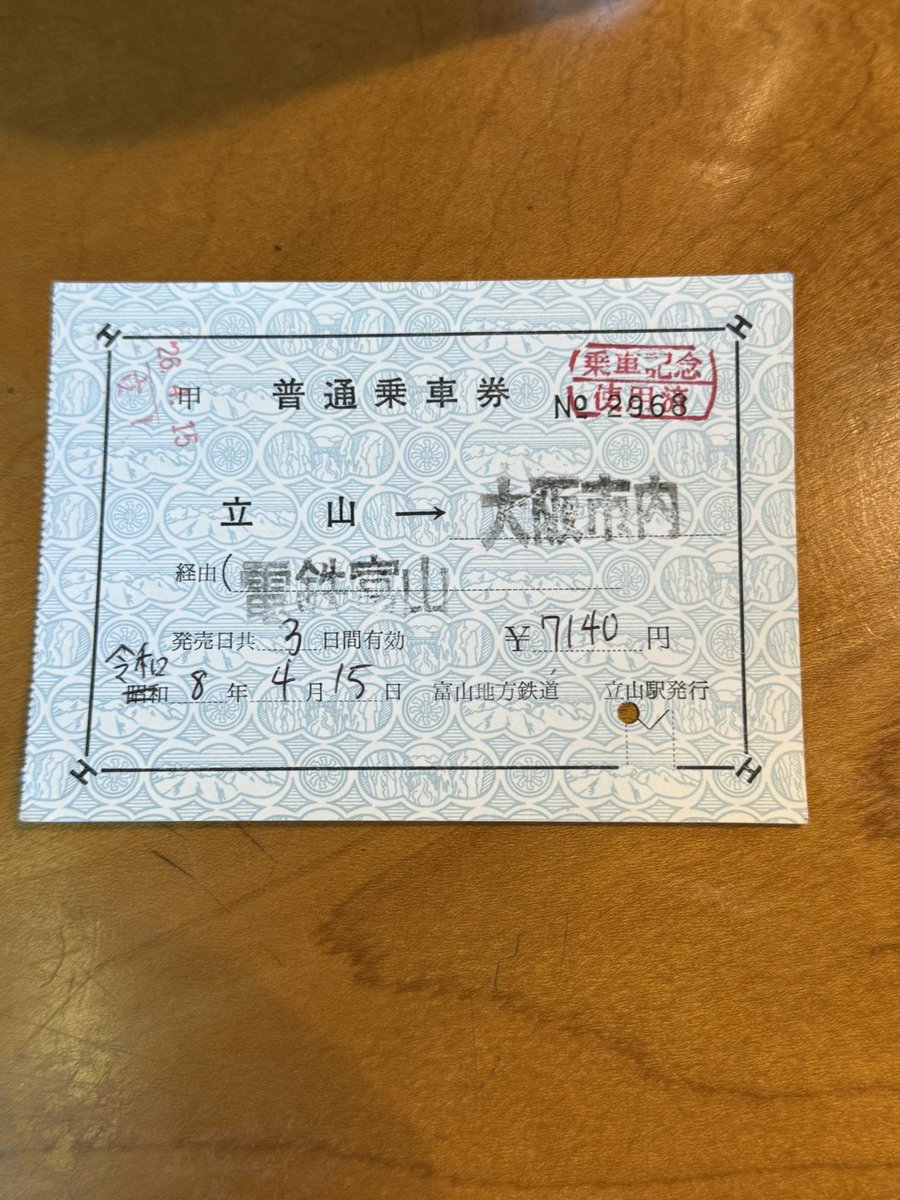 乗車記念
使用済
甲 普通乗車券 № 2968
26.4.15
立山 → 大阪市内
経由( 電鉄富山
発売日共 3 日間有効 ¥ 7140 円
令和
昭和 8 年 4 月 15 日 富山地方鉄道 立山駅発行